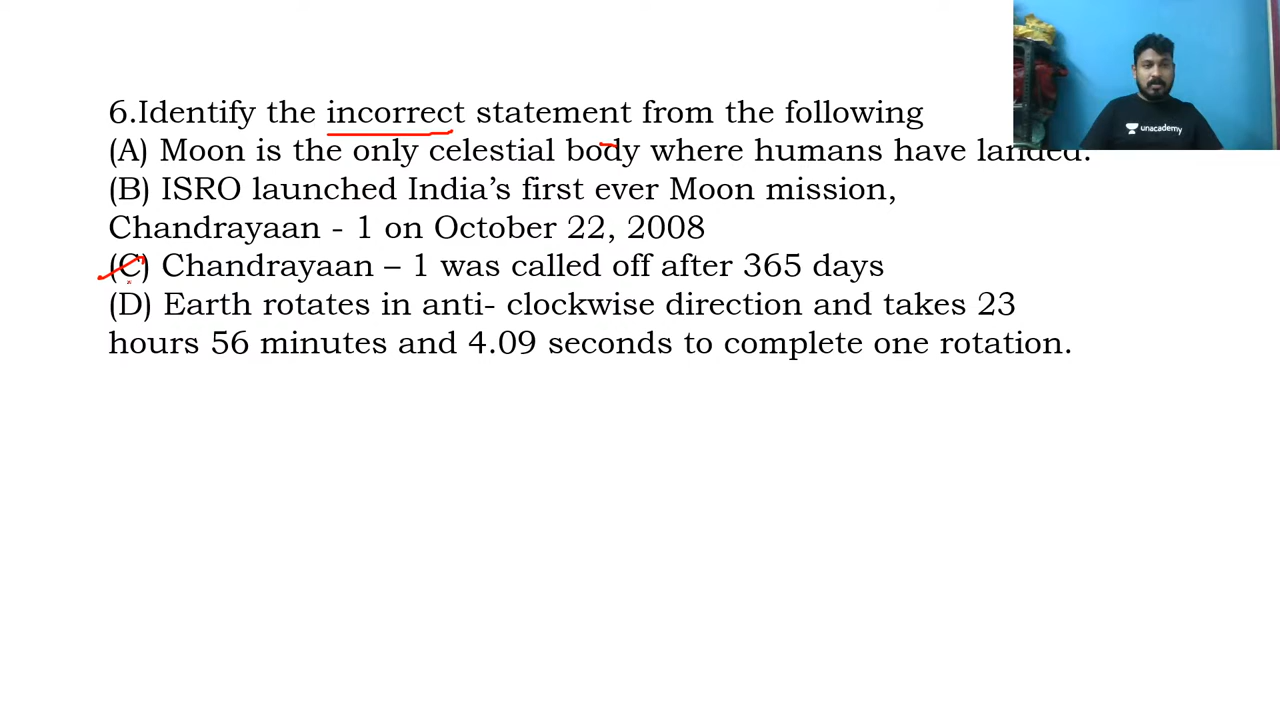 6.Identify the incorrect statement from the following
(A) Moon is the only celestial body where humans have landed.
(B) ISRO launched India’s first ever Moon mission,
Chandrayaan - 1 on October 22, 2008
(C) Chandrayaan – 1 was called off after 365 days
(D) Earth rotates in anti- clockwise direction and takes 23
hours 56 minutes and 4.09 seconds to complete one rotation.
unacademy